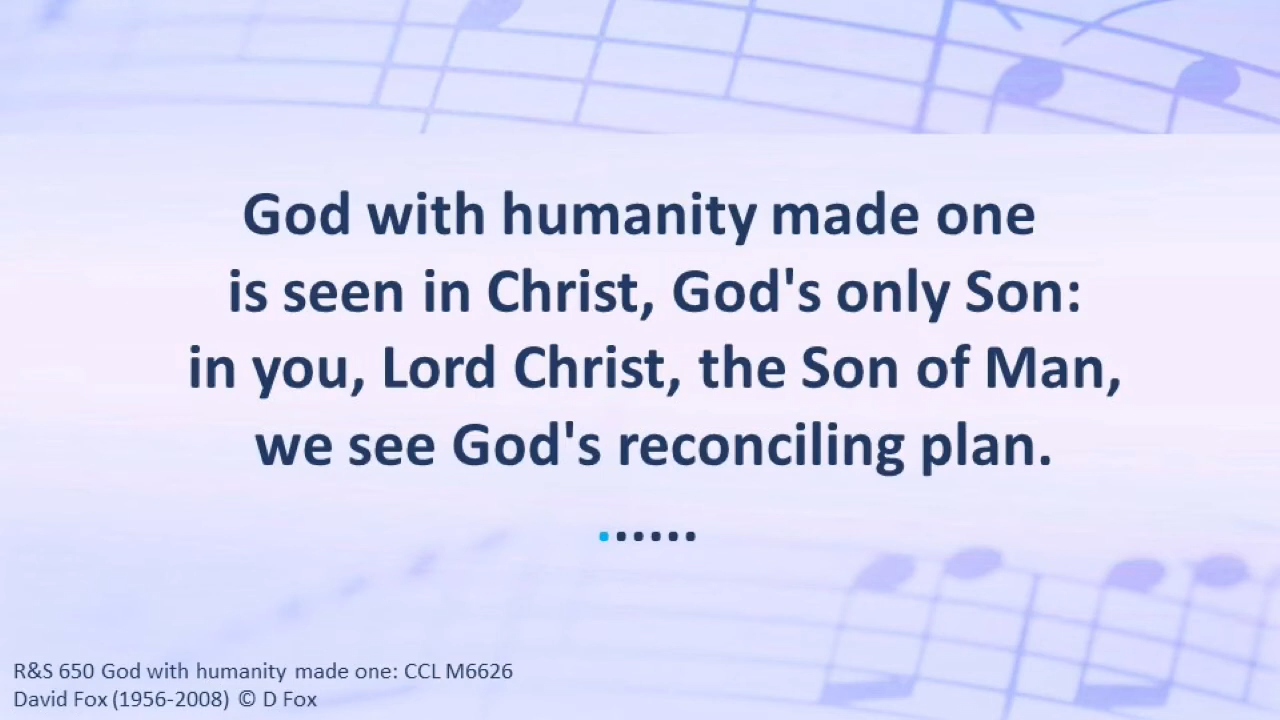 God with humanity made one
is seen in Christ, God's only Son:
in you, Lord Christ, the Son of Man,
we see God's reconciling plan.
......
R&S 650 God with humanity made one: CCL M6626
David Fox (1956-2008) © D Fox